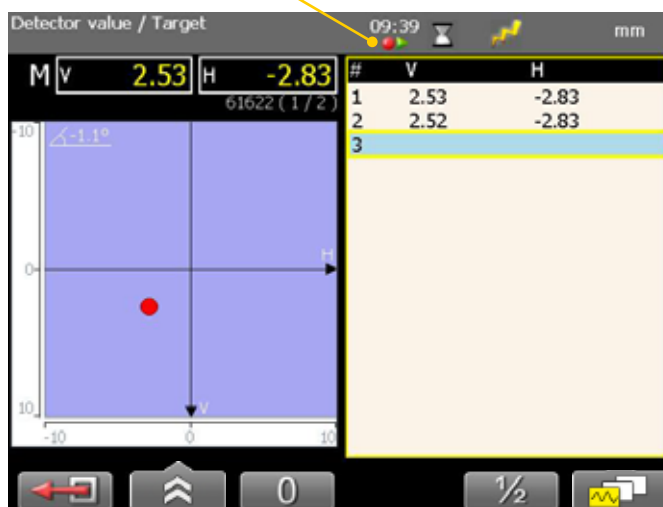 Detector value / Target
09:39
mm
M V 2.53 H -2.83
61622 ( 1 / 2 )
# V H
1 2.53 -2.83
2 2.52 -2.83
3
-10
-1.1°
H
0
10
V
-10 0 10
0
½